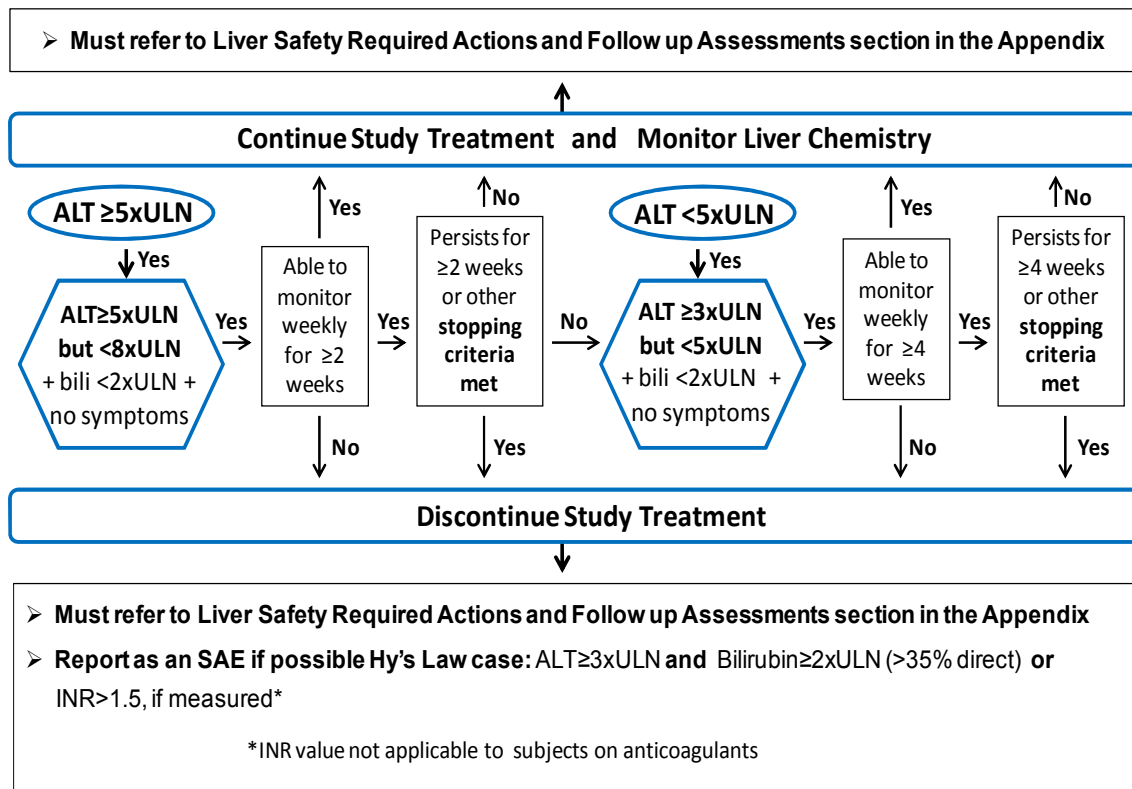 ➢ Must refer to Liver Safety Required Actions and Follow up Assessments section in the Appendix
Continue Study Treatment and Monitor Liver Chemistry
ALT ≥5xULN
Yes
ALT≥5xULN
but <8xULN
+ bili <2xULN +
no symptoms
Yes
Yes
Able to
monitor
weekly
for ≥2
weeks
No
Yes
No
Persists for
≥2 weeks
or other
stopping
criteria
met
Yes
No
ALT <5xULN
Yes
ALT ≥3xULN
but <5xULN
+ bili <2xULN +
no symptoms
Yes
Yes
Able to
monitor
weekly
for ≥4
weeks
No
Yes
No
Persists for
≥4 weeks
or other
stopping
criteria
met
Yes
Discontinue Study Treatment
➢ Must refer to Liver Safety Required Actions and Follow up Assessments section in the Appendix
➢ Report as an SAE if possible Hy's Law case: ALT≥3xULN and Bilirubin≥2xULN (>35% direct) or
INR>1.5, if measured*
*INR value not applicable to subjects on anticoagulants